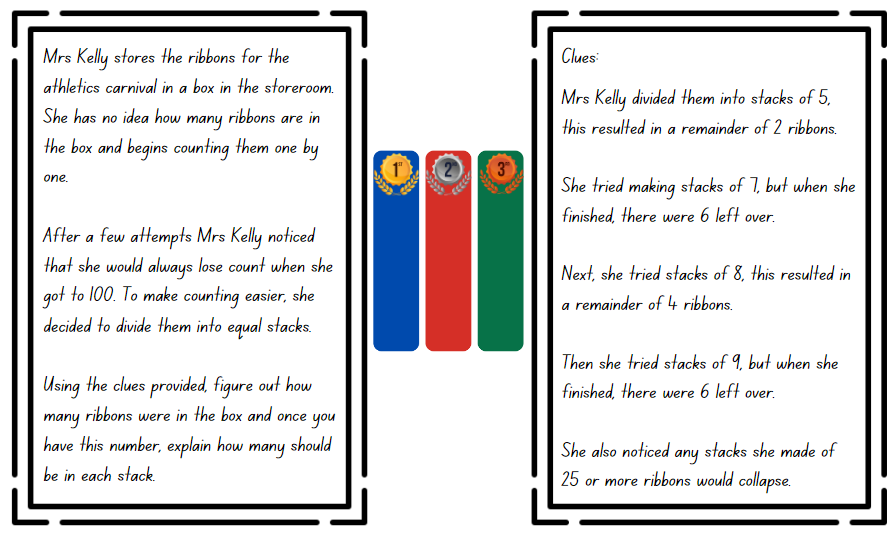 Mrs Kelly stores the ribbons for the
athletics carnival in a box in the storeroom.
She has no idea how many ribbons are in
the box and begins counting them one by
one.
After a few attempts Mrs Kelly noticed
that she would always lose count when she
got to 100. To make counting easier, she
decided to divide them into equal stacks.
Using the clues provided, figure out how
many ribbons were in the box and once you
have this number, explain how many should
be in each stack.
1st
2nd
3rd
Clues:
Mrs Kelly divided them into stacks of 5,
this resulted in a remainder of 2 ribbons.
She tried making stacks of 7, but when she
finished, there were 6 left over.
Next, she tried stacks of 8, this resulted in
a remainder of 4 ribbons.
Then she tried stacks of 9, but when she
finished, there were 6 left over.
She also noticed any stacks she made of
25 or more ribbons would collapse.